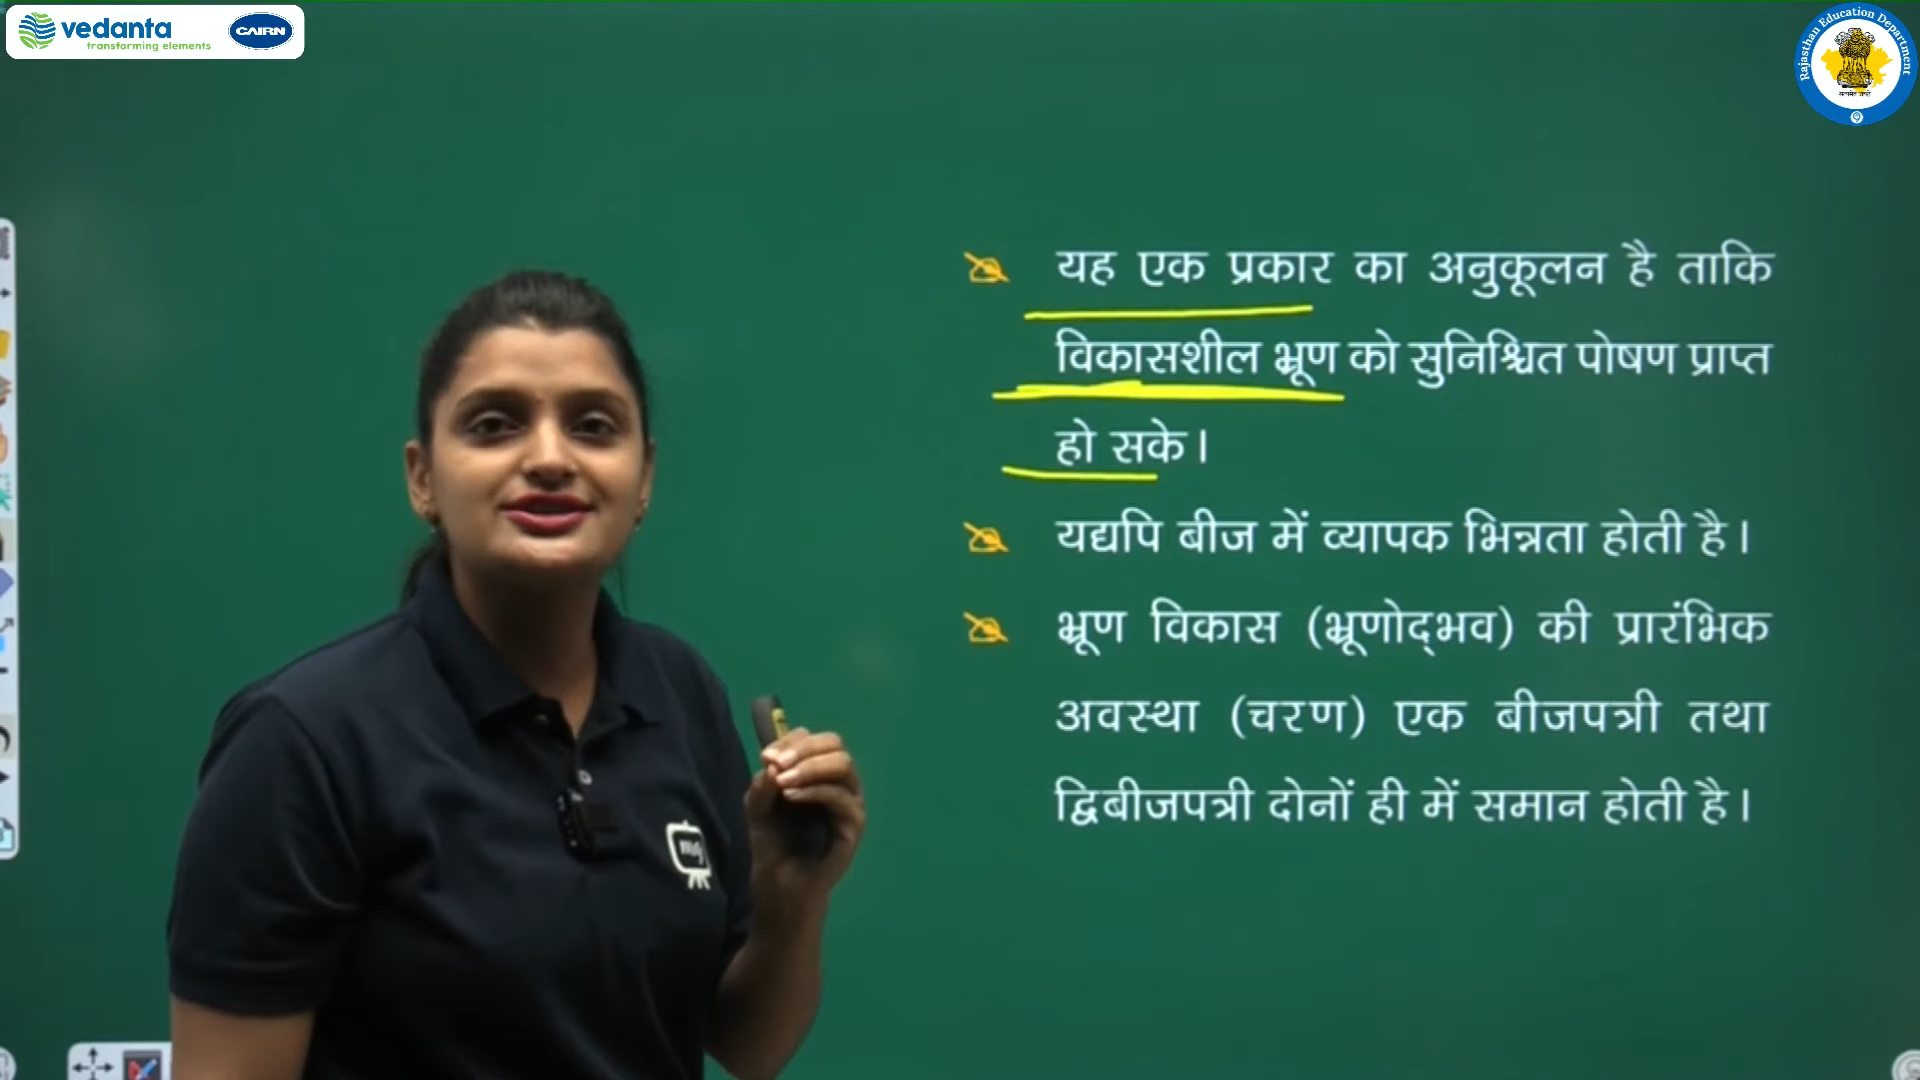 vedanta
transforming elements
CAIRN
Rajasthan Education Department
यह एक प्रकार का अनुकूलन है ताकि
विकासशील भ्रूण को सुनिश्चित पोषण प्राप्त
हो सके।
यद्यपि बीज में व्यापक भिन्नता होती है।
भ्रूण विकास (भ्रूणोद्भव) की प्रारंभिक
अवस्था (चरण) एक बीजपत्री तथा
द्विबीजपत्री दोनों ही में समान होती है।